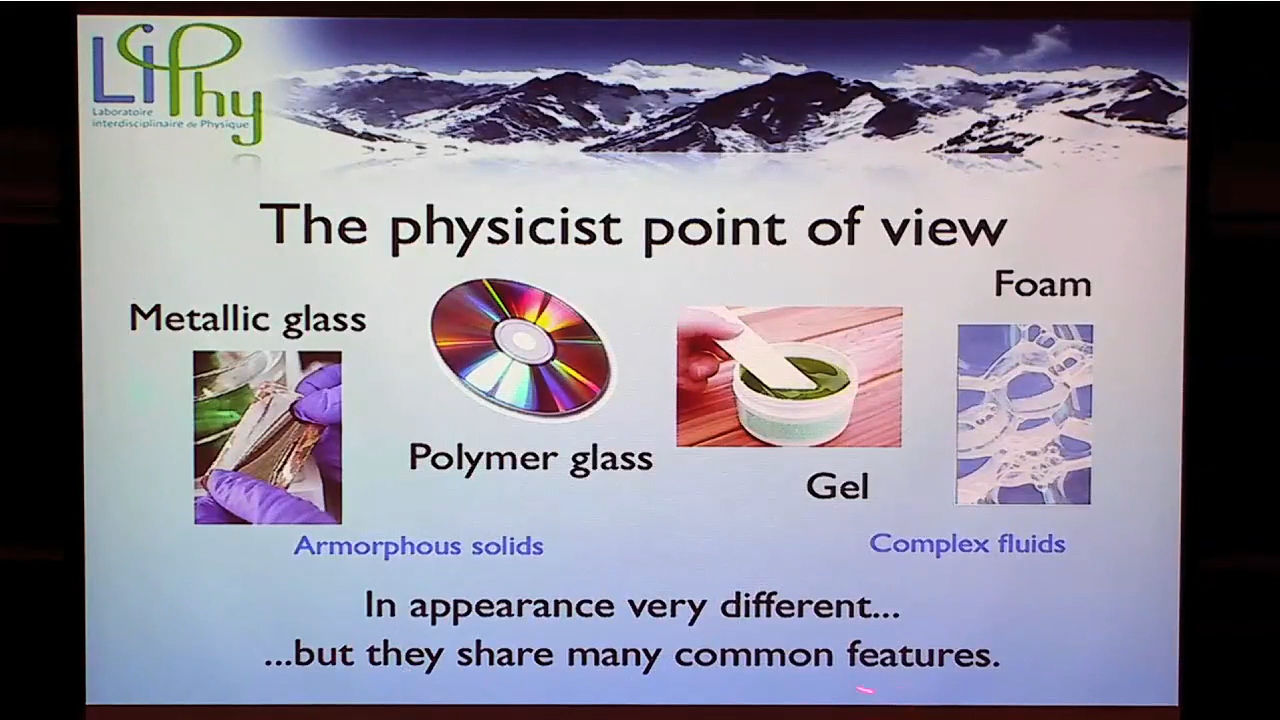 LiPhy
Laboratoire
interdisciplinaire de Physique
The physicist point of view
Foam
Metallic glass
Polymer glass
Gel
Armorphous solids
Complex fluids
In appearance very different...
...but they share many common features.